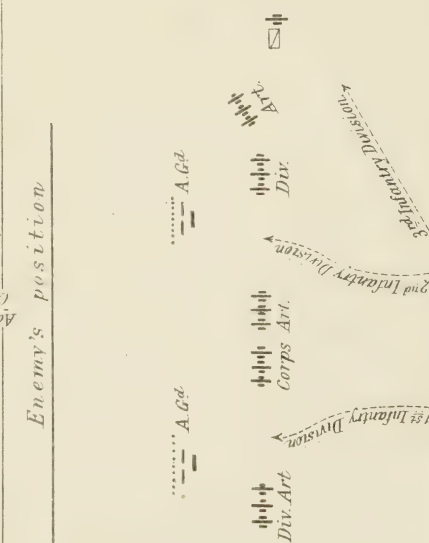 Enemy's position
A.Gd
A.Gd
Art.
Div.
Corps Art.
Div. Art
3rd Infantry Division
2nd Infantry Division
1st Infantry Division